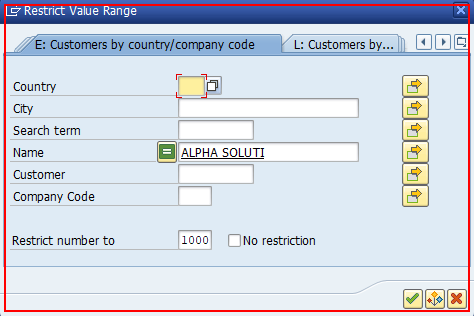 Restrict Value Range
E: Customers by country/company code
L: Customers by...
Country
City
Search term
Name = ALPHA SOLUTI
Customer
Company Code
Restrict number to 1000 No restriction